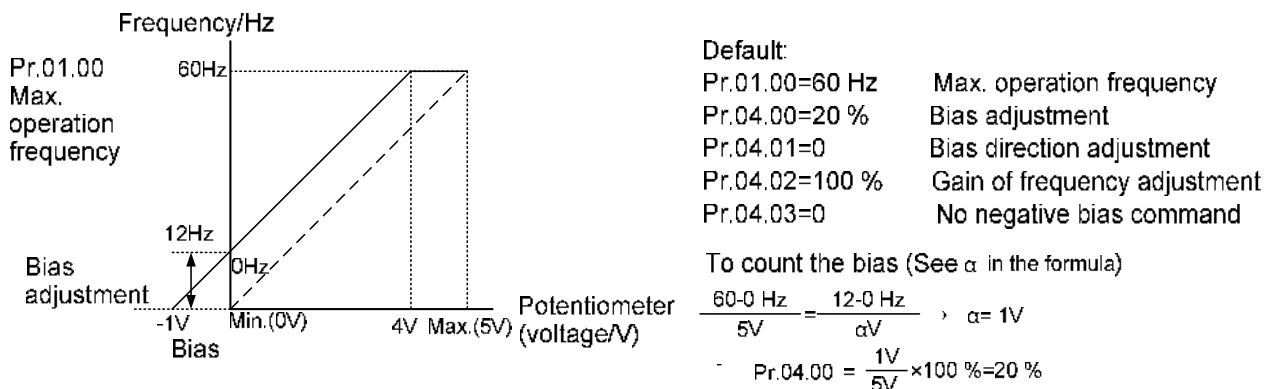 Frequency/Hz
Pr.01.00
Max.
operation
frequency
60Hz
12Hz
0Hz
Bias
adjustment
-1V
Min.(0V)
4V
Max.(5V)
Potentiometer
(voltage/V)
Bias
Default:
Pr.01.00=60 Hz Max. operation frequency
Pr.04.00=20 % Bias adjustment
Pr.04.01=0 Bias direction adjustment
Pr.04.02=100 % Gain of frequency adjustment
Pr.04.03=0 No negative bias command
To count the bias (See α in the formula)
60-0 Hz / 5V = 12-0 Hz / αV , α= 1V
Pr.04.00 = 1V / 5V ×100 %=20 %